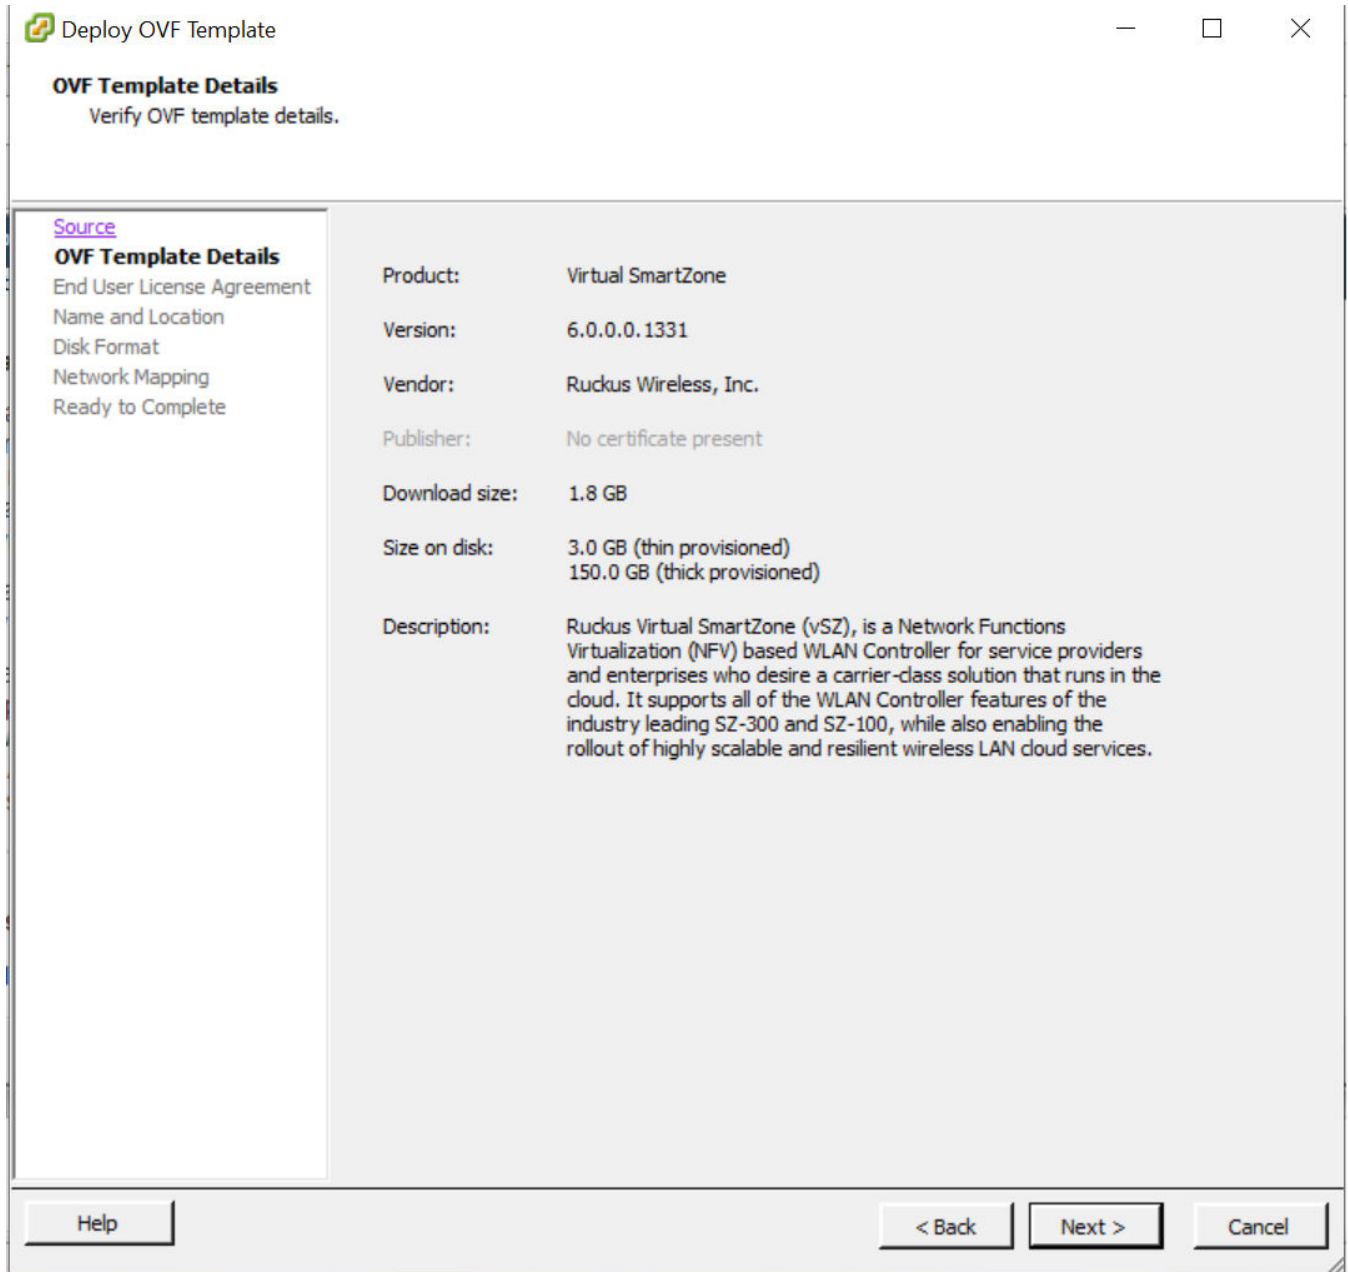 Deploy OVF Template
OVF Template Details
Verify OVF template details.
Source
OVF Template Details
End User License Agreement
Name and Location
Disk Format
Network Mapping
Ready to Complete
Product: Virtual SmartZone
Version: 6.0.0.0.1331
Vendor: Ruckus Wireless, Inc.
Publisher: No certificate present
Download size: 1.8 GB
Size on disk: 3.0 GB (thin provisioned)
150.0 GB (thick provisioned)
Description: Ruckus Virtual SmartZone (vSZ), is a Network Functions
Virtualization (NFV) based WLAN Controller for service providers
and enterprises who desire a carrier-class solution that runs in the
cloud. It supports all of the WLAN Controller features of the
industry leading SZ-300 and SZ-100, while also enabling the
rollout of highly scalable and resilient wireless LAN cloud services.
Help
< Back
Next >
Cancel